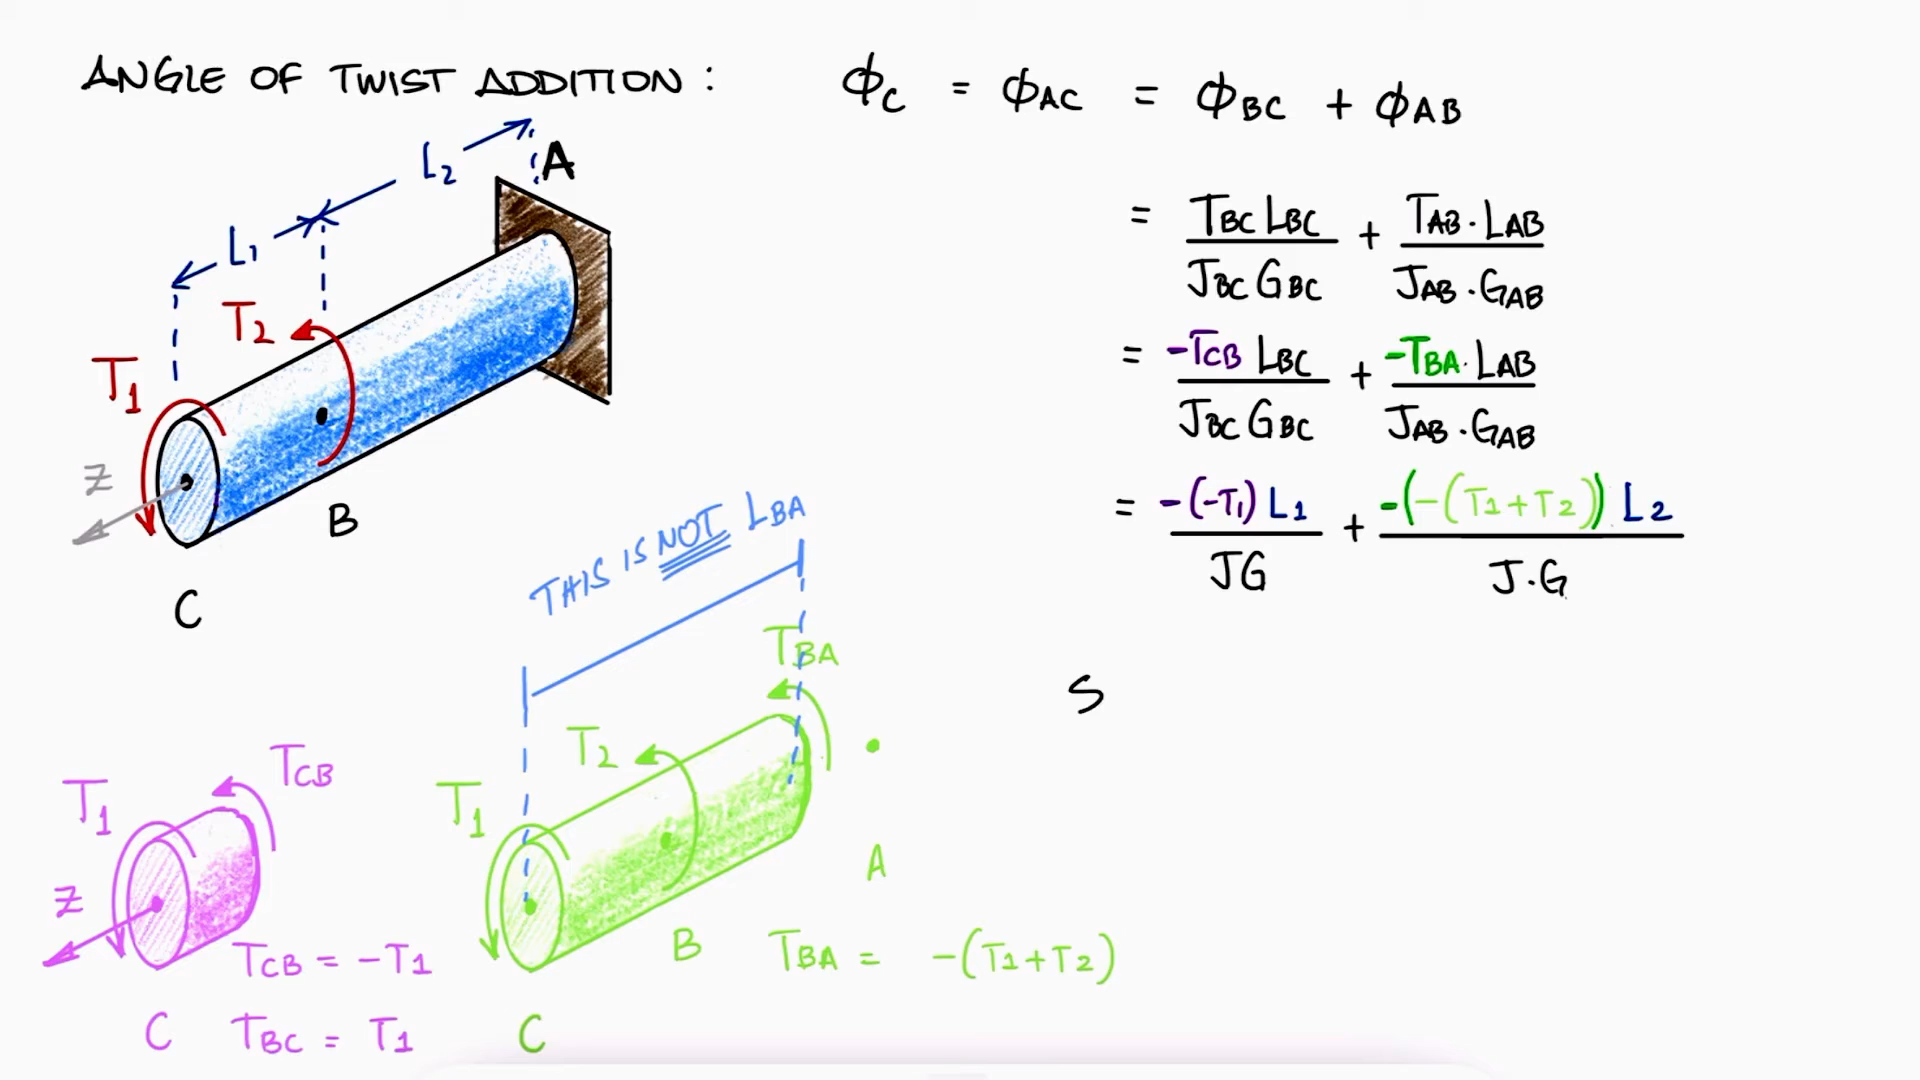 ANGLE OF TWIST ADDITION :
ϕC = ϕAC = ϕBC + ϕAB
= TBC LBC / JBC GBC + TAB · LAB / JAB · GAB
= -TCB LBC / JBC GBC + -TBA · LAB / JAB · GAB
= -(-T1) L1 / JG + -(-(T1+T2)) L2 / J·G
S
L2
A
L1
T2
T1
Z
B
C
THIS IS NOT LBA
TBA
T2
T1
A
B
TBA = -(T1+T2)
C
TCB
T1
Z
TCB = -T1
C
TBC = T1